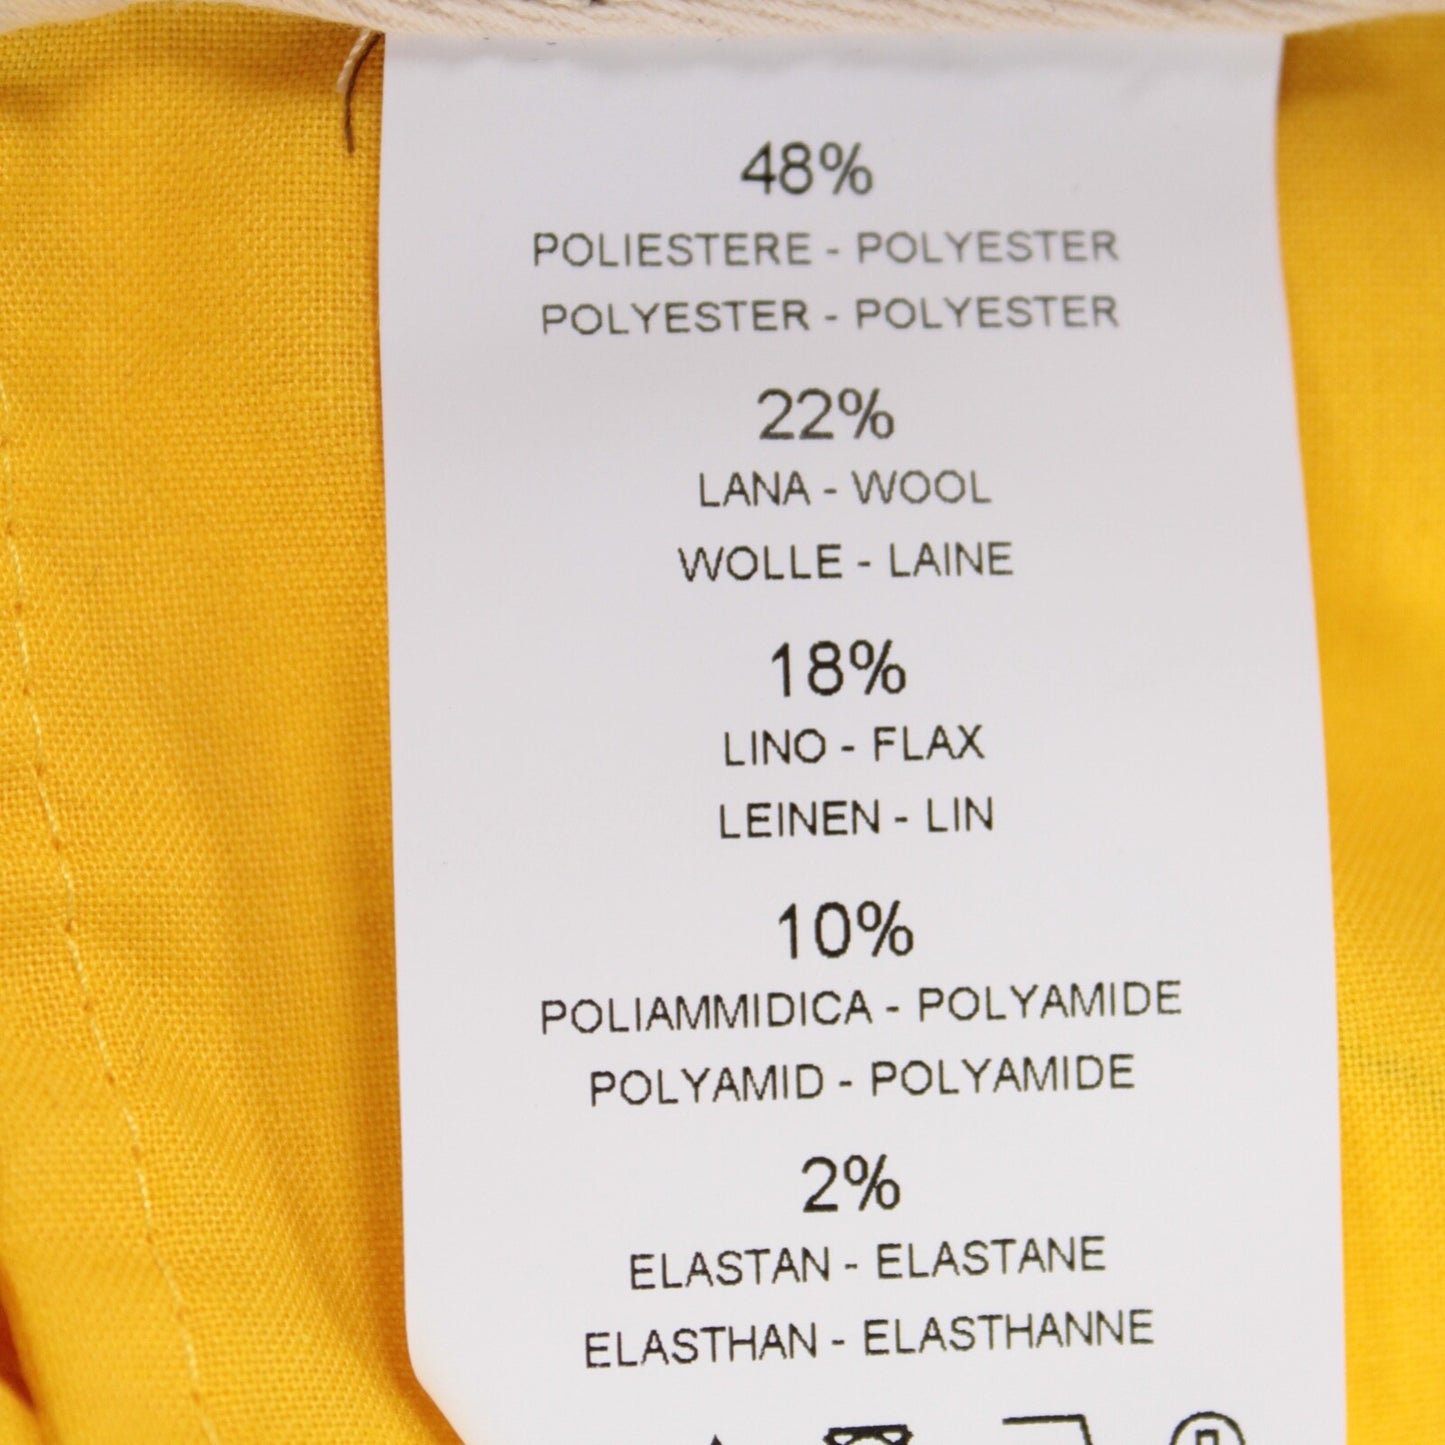 48%
POLIESTERE - POLYESTER
POLYESTER - POLYESTER
22%
LANA - WOOL
WOLLE - LAINE
18%
LINO - FLAX
LEINEN - LIN
10%
POLIAMMIDICA - POLYAMIDE
POLYAMID - POLYAMIDE
2%
ELASTAN - ELASTANE
ELASTHAN - ELASTHANNE